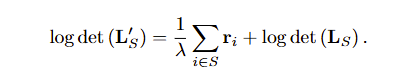 log det (L′_S) = 1/λ ∑_{i∈S} r_i + log det (L_S) .